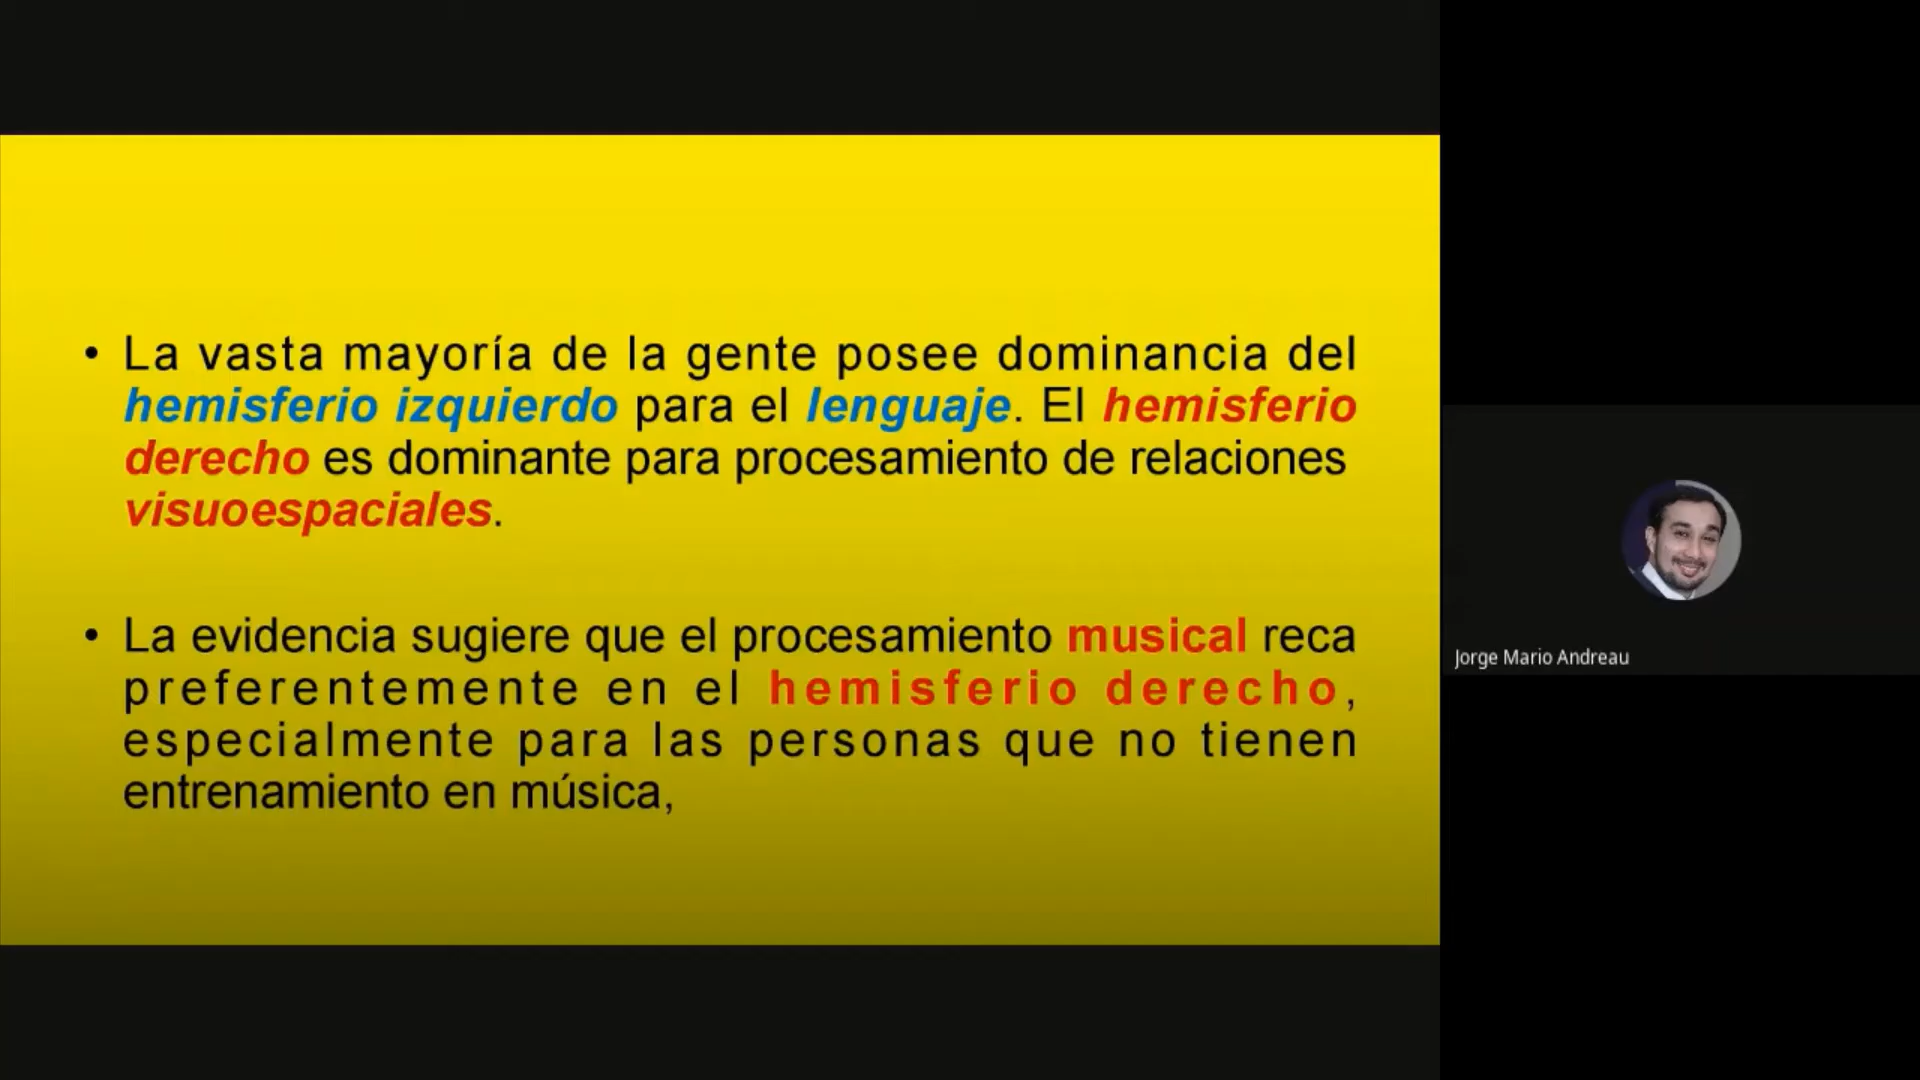 • La vasta mayoría de la gente posee dominancia del
hemisferio izquierdo para el lenguaje. El hemisferio
derecho es dominante para procesamiento de relaciones
visuoespaciales.
• La evidencia sugiere que el procesamiento musical reca
preferentemente en el hemisferio derecho,
especialmente para las personas que no tienen
entrenamiento en música,
Jorge Mario Andreau